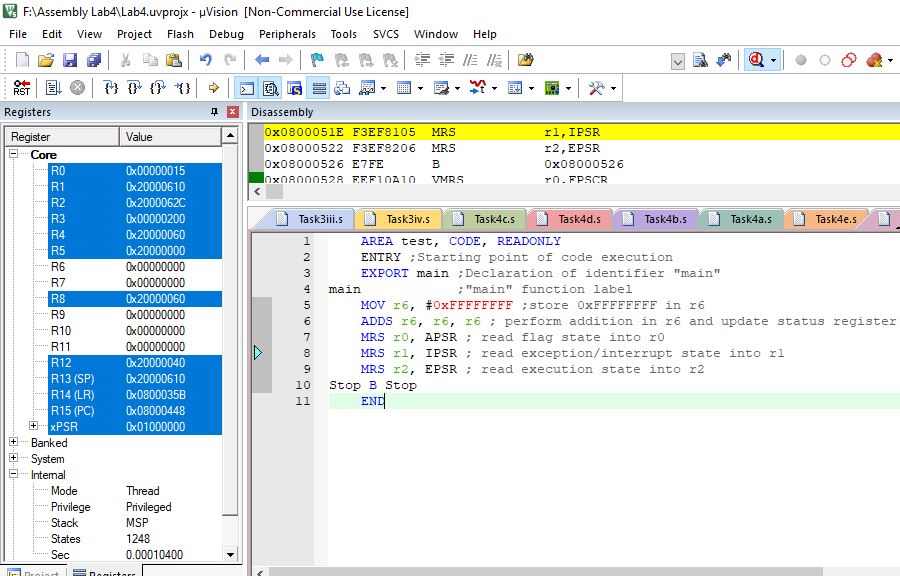 F:\Assembly Lab4\Lab4.uvprojx - µVision [Non-Commercial Use License]
File Edit View Project Flash Debug Peripherals Tools SVCS Window Help
RST
Registers
Register Value
Core
R0 0x00000015
R1 0x20000610
R2 0x2000062C
R3 0x00000200
R4 0x20000060
R5 0x20000000
R6 0x00000000
R7 0x00000000
R8 0x20000060
R9 0x00000000
R10 0x00000000
R11 0x00000000
R12 0x20000040
R13 (SP) 0x20000610
R14 (LR) 0x0800035B
R15 (PC) 0x08000448
xPSR 0x01000000
Banked
System
Internal
Mode Thread
Privilege Privileged
Stack MSP
States 1248
Sec 0.00010400
Project Registers
Disassembly
0x0800051E F3EF8105 MRS r1,IPSR
0x08000522 F3EF8206 MRS r2,EPSR
0x08000526 E7FE B 0x08000526
0x08000528 EEF10A10 VMRS r0,FPSCR
Task3iii.s Task3iv.s Task4c.s Task4d.s Task4b.s Task4a.s Task4e.s
1 AREA test, CODE, READONLY
2 ENTRY ;Starting point of code execution
3 EXPORT main ;Declaration of identifier "main"
4 main ;"main" function label
5 MOV r6, #0xFFFFFFFF ;store 0xFFFFFFFF in r6
6 ADDS r6, r6, r6 ; perform addition in r6 and update status register
7 MRS r0, APSR ; read flag state into r0
8 MRS r1, IPSR ; read exception/interrupt state into r1
9 MRS r2, EPSR ; read execution state into r2
10 Stop B Stop
11 END